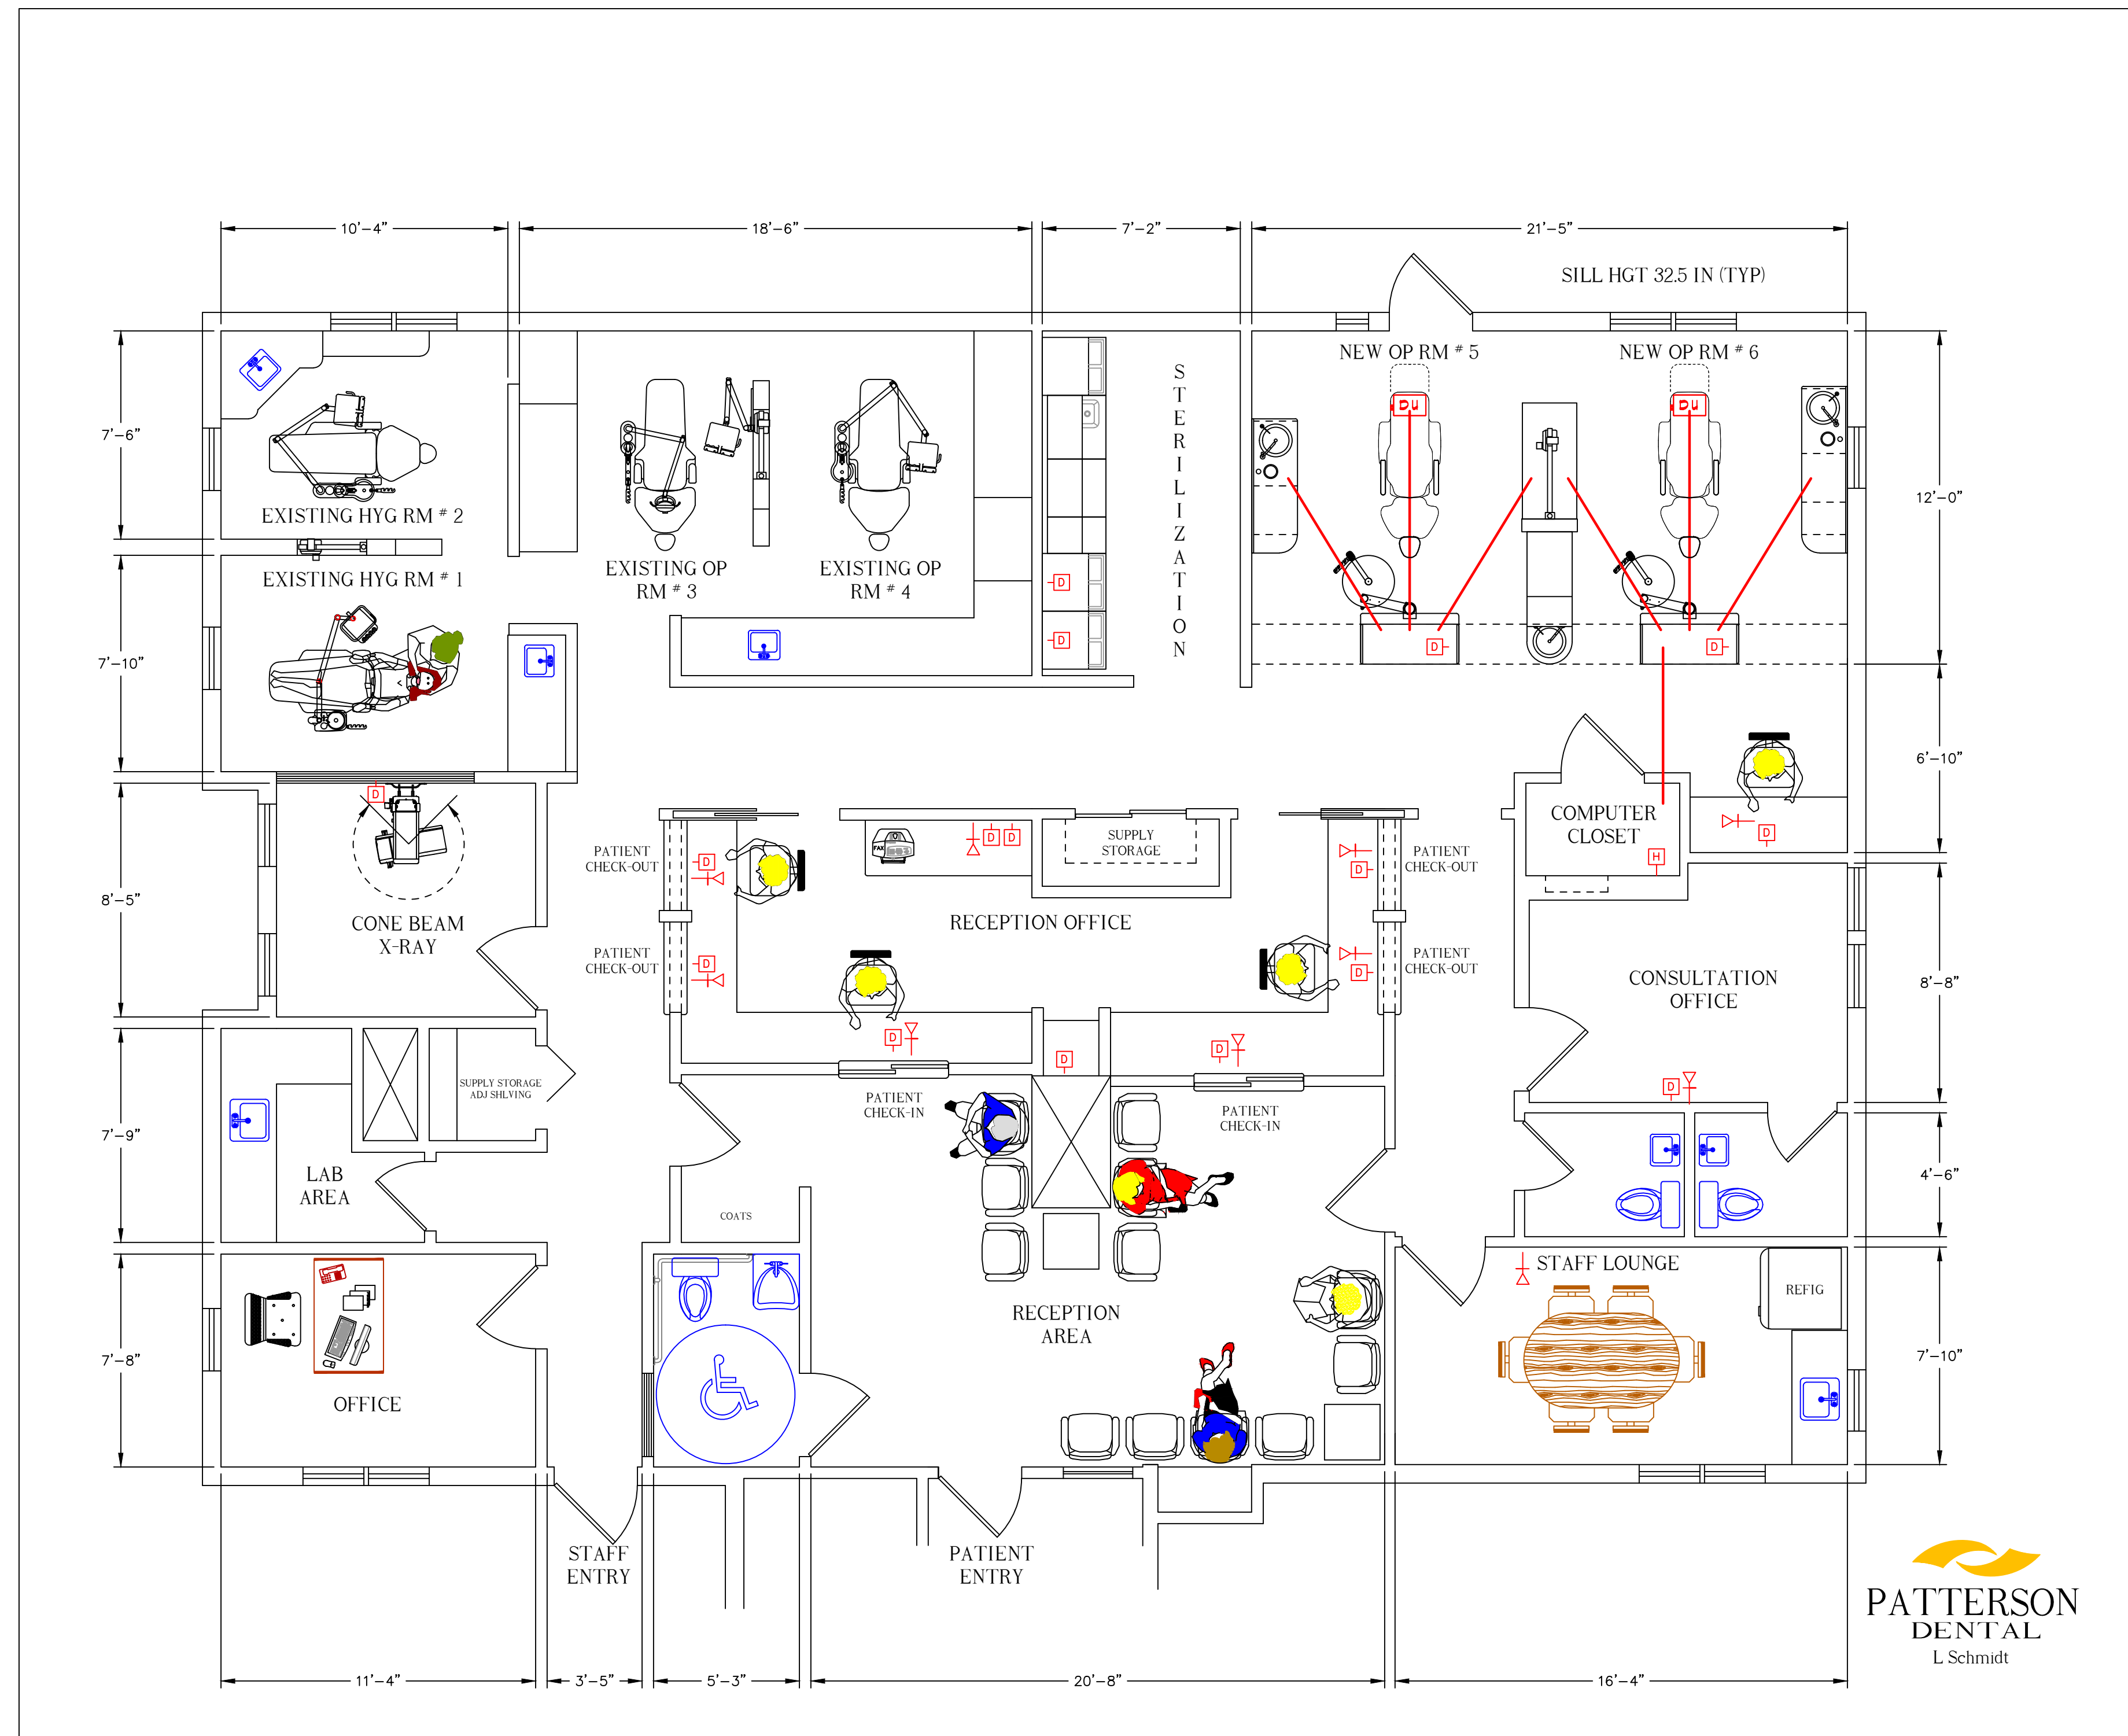 10'-4"
18'-6"
7'-2"
21'-5"
SILL HGT 32.5 IN (TYP)
NEW OP RM # 5
NEW OP RM # 6
DU
DU
STERILIZATION
7'-6"
12'-0"
EXISTING HYG RM # 2
EXISTING HYG RM # 1
EXISTING OP
RM # 3
EXISTING OP
RM # 4
D
D
D
D
7'-10"
6'-10"
D
COMPUTER
CLOSET
H
D
FAX
D
D
SUPPLY
STORAGE
PATIENT
CHECK-OUT
D
D
PATIENT
CHECK-OUT
8'-5"
CONE BEAM
X-RAY
RECEPTION OFFICE
PATIENT
CHECK-OUT
D
D
PATIENT
CHECK-OUT
CONSULTATION
OFFICE
8'-8"
D
D
D
D
SUPPLY STORAGE
ADJ SHLVING
PATIENT
CHECK-IN
PATIENT
CHECK-IN
7'-9"
LAB
AREA
4'-6"
COATS
STAFF LOUNGE
REFIG
RECEPTION
AREA
7'-8"
7'-10"
OFFICE
STAFF
ENTRY
PATIENT
ENTRY
PATTERSON
DENTAL
L Schmidt
11'-4"
3'-5"
5'-3"
20'-8"
16'-4"